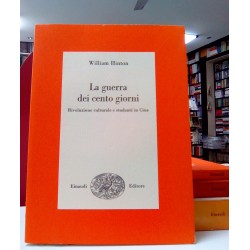 William Hinton
La guerra
dei cento giorni
Rivoluzione culturale e studenti in Cina
Einaudi Editore